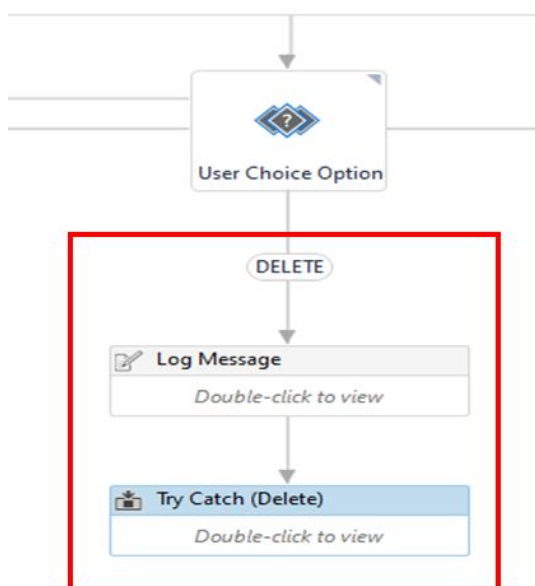 User Choice Option
DELETE
Log Message
Double-click to view
Try Catch (Delete)
Double-click to view